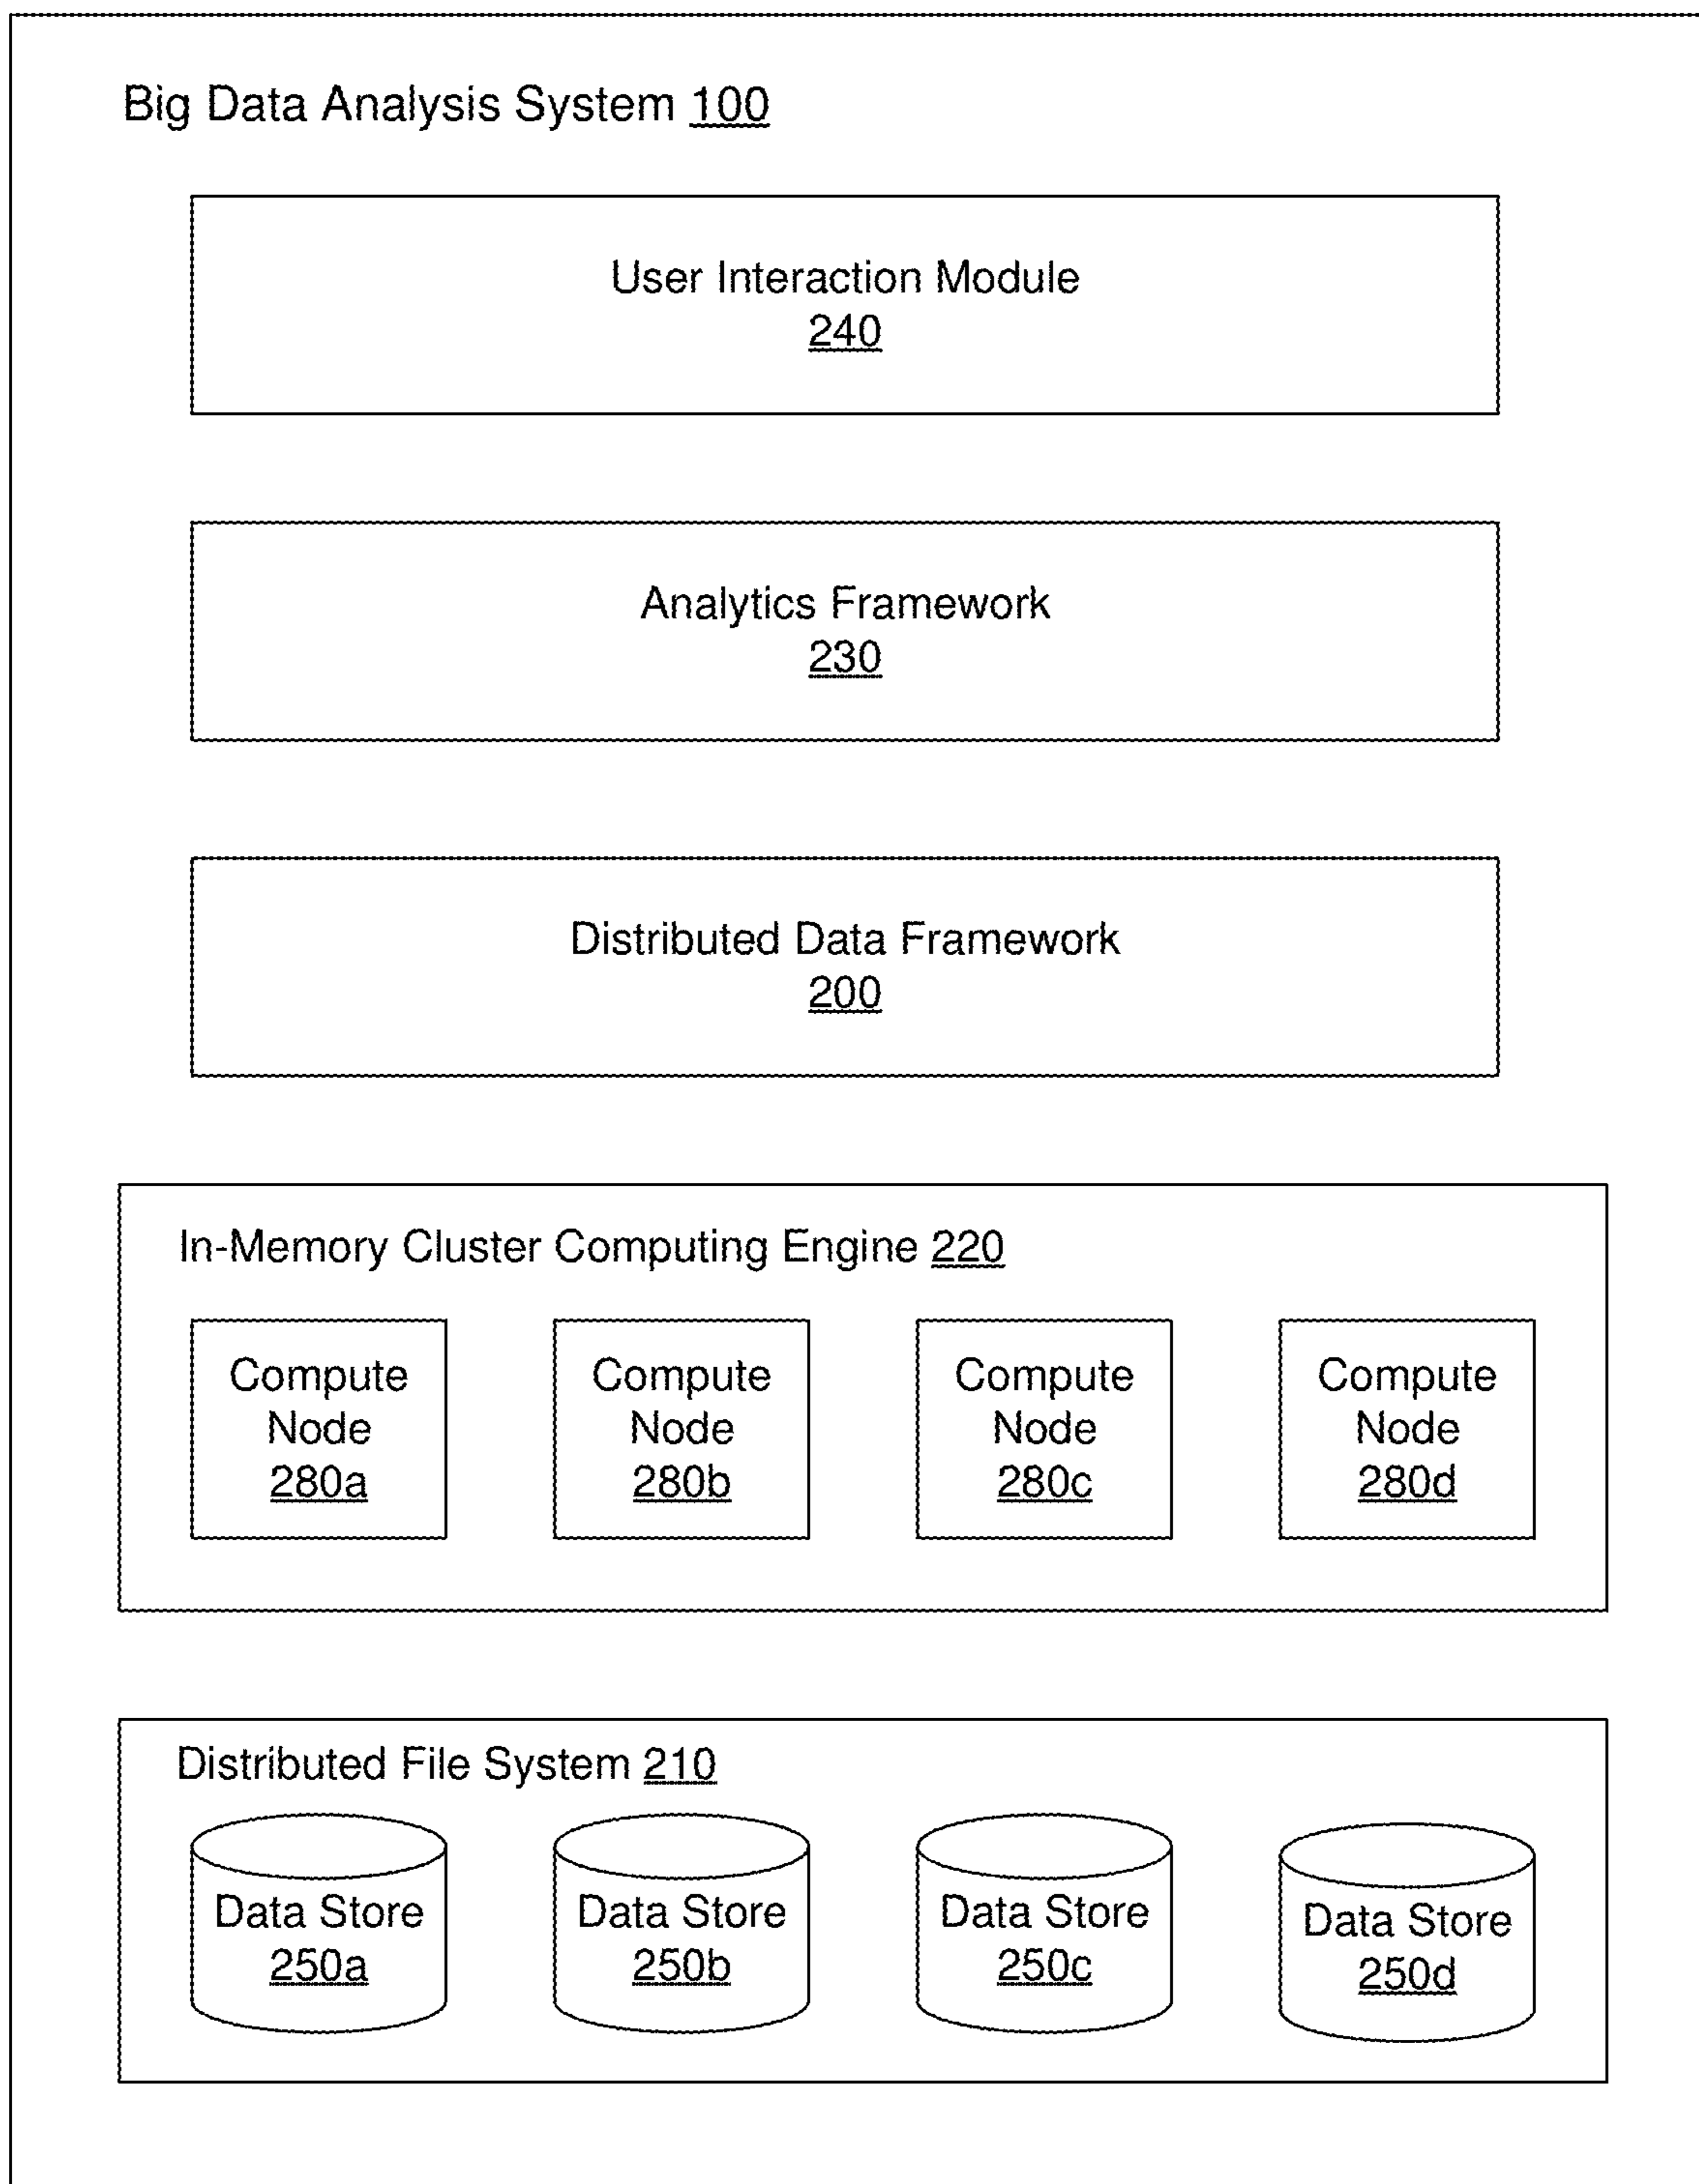 Big Data Analysis System 100
User Interaction Module
240
Analytics Framework
230
Distributed Data Framework
200
In-Memory Cluster Computing Engine 220
Compute
Node
280a
Compute
Node
280b
Compute
Node
280c
Compute
Node
280d
Distributed File System 210
Data Store
250a
Data Store
250b
Data Store
250c
Data Store
250d